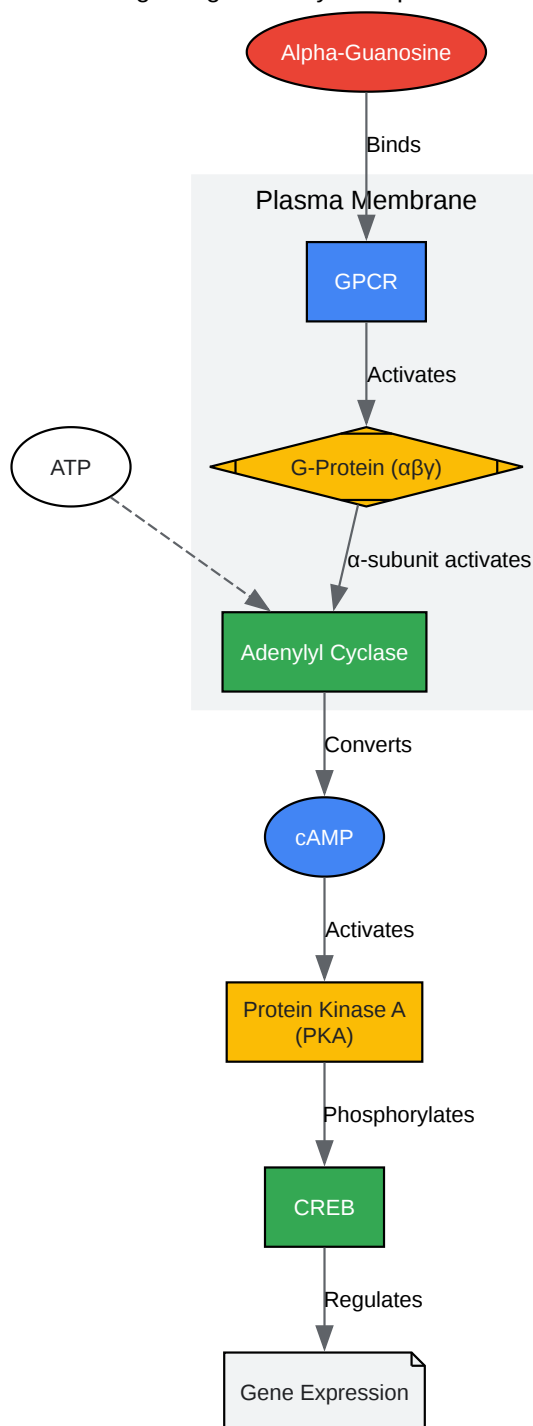 Alpha-Guanosine
Binds
Plasma Membrane
GPCR
Activates
ATP
G-Protein (αβγ)
α-subunit activates
Adenylyl Cyclase
Converts
cAMP
Activates
Protein Kinase A
(PKA)
Phosphorylates
CREB
Regulates
Gene Expression